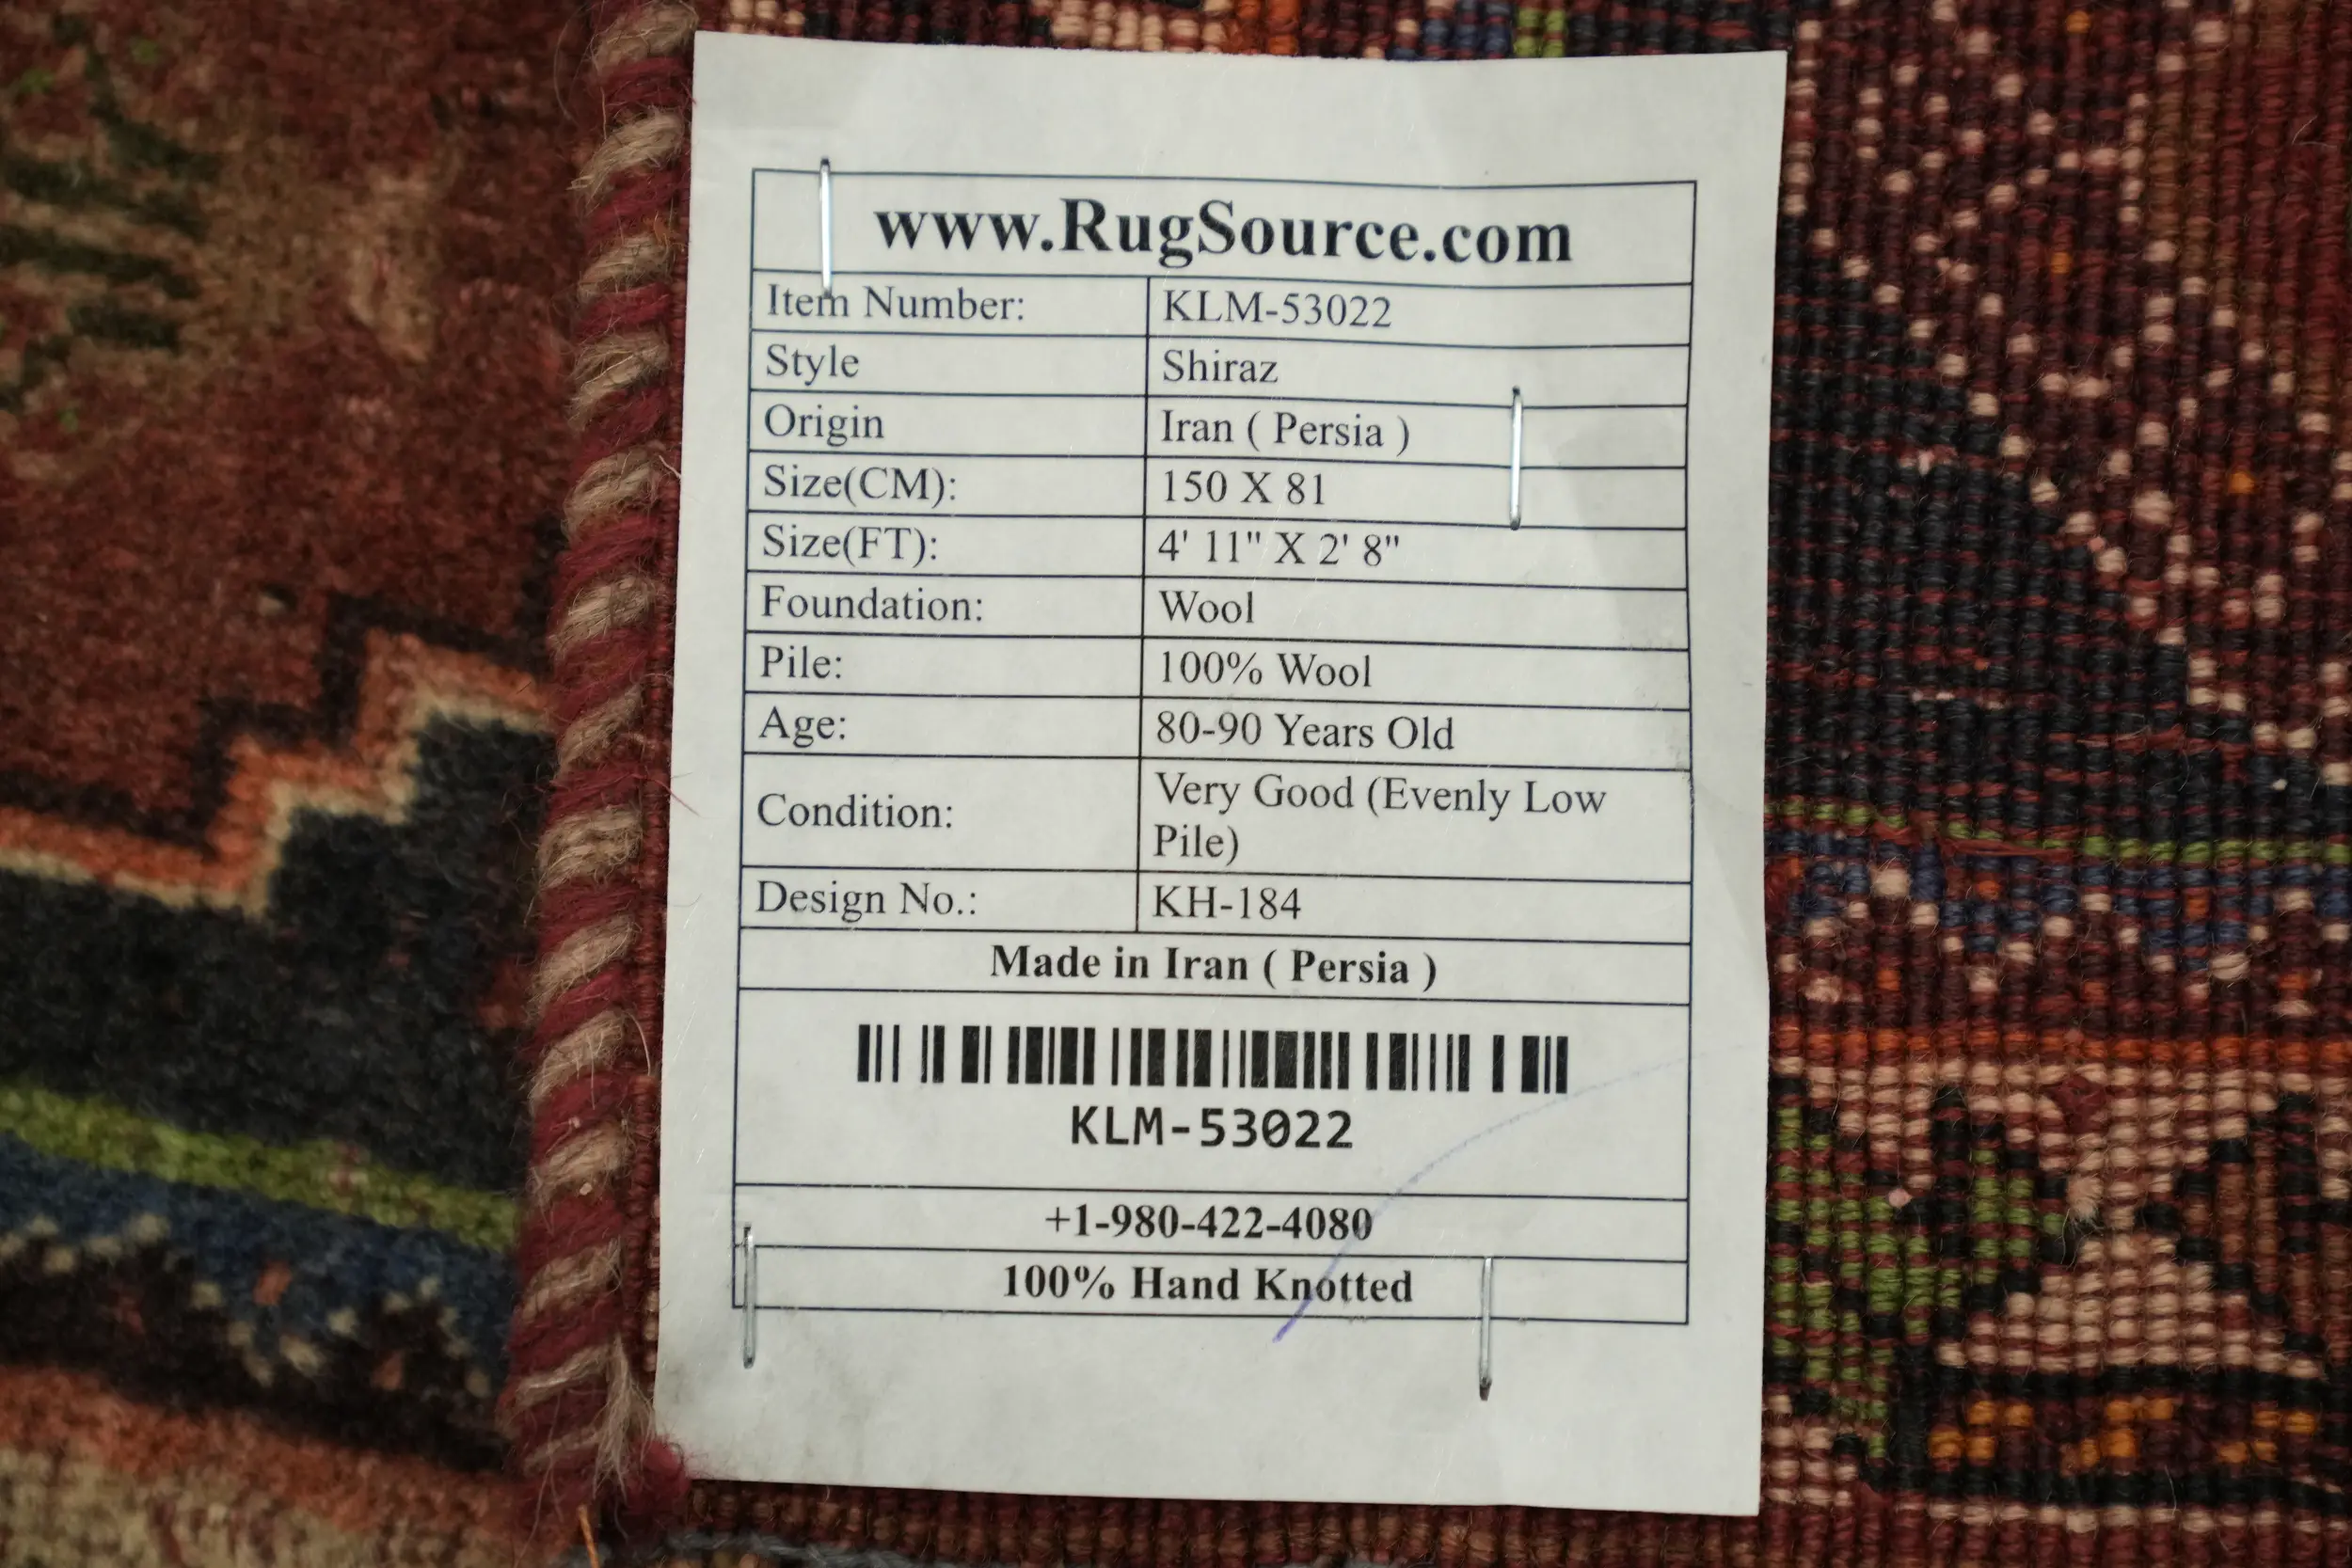 www.RugSource.com
Item Number: KLM-53022
Style Shiraz
Origin Iran ( Persia )
Size(CM): 150 X 81
Size(FT): 4' 11" X 2' 8"
Foundation: Wool
Pile: 100% Wool
Age: 80-90 Years Old
Condition: Very Good (Evenly Low
Pile)
Design No.: KH-184
Made in Iran ( Persia )
KLM-53022
+1-980-422-4080
100% Hand Knotted